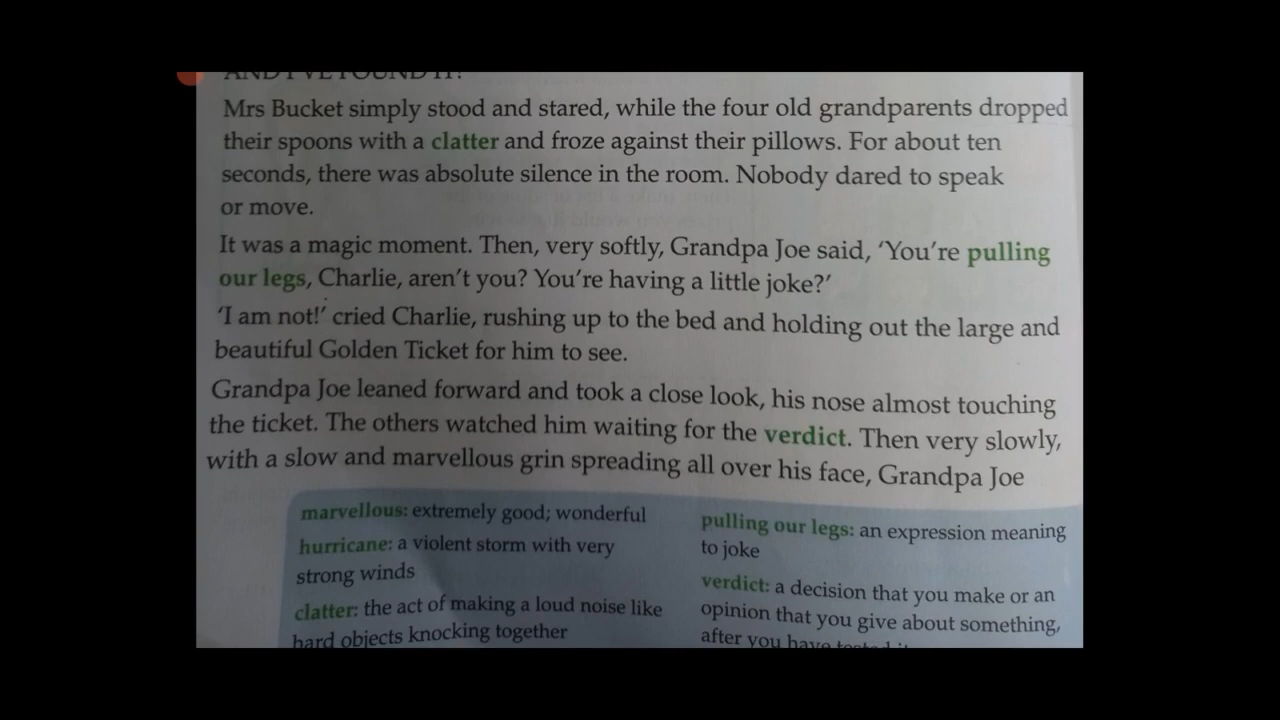 AND I'VE FOUND IT!
Mrs Bucket simply stood and stared, while the four old grandparents dropped
their spoons with a clatter and froze against their pillows. For about ten
seconds, there was absolute silence in the room. Nobody dared to speak
or move.
It was a magic moment. Then, very softly, Grandpa Joe said, ‘You’re pulling
our legs, Charlie, aren’t you? You’re having a little joke?’
‘I am not!’ cried Charlie, rushing up to the bed and holding out the large and
beautiful Golden Ticket for him to see.
Grandpa Joe leaned forward and took a close look, his nose almost touching
the ticket. The others watched him waiting for the verdict. Then very slowly,
with a slow and marvellous grin spreading all over his face, Grandpa Joe
marvellous: extremely good; wonderful
hurricane: a violent storm with very
strong winds
clatter: the act of making a loud noise like
hard objects knocking together
pulling our legs: an expression meaning
to joke
verdict: a decision that you make or an
opinion that you give about something,
after you have tested it